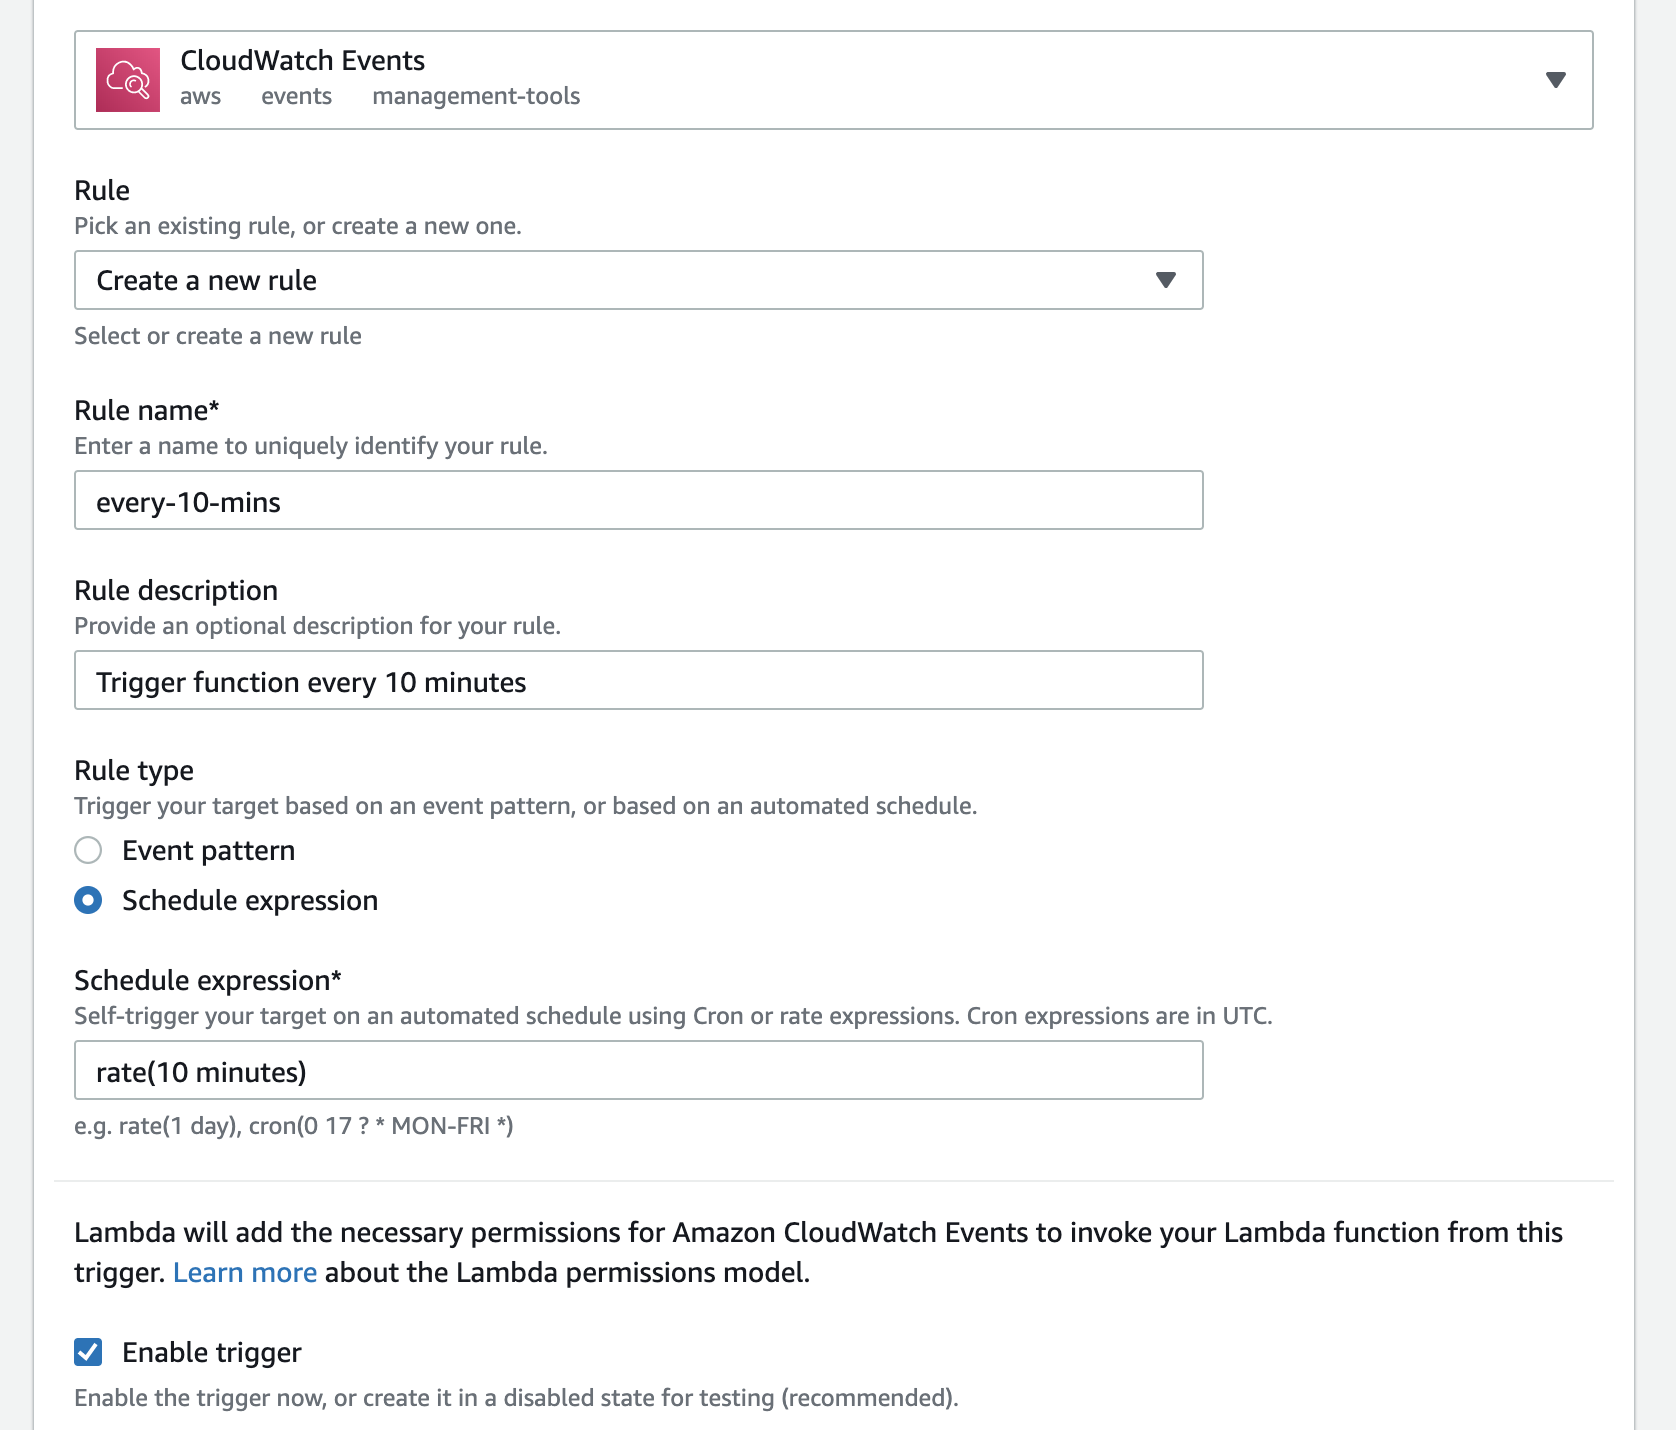 CloudWatch Events
aws events management-tools
Rule
Pick an existing rule, or create a new one.
Create a new rule
Select or create a new rule
Rule name*
Enter a name to uniquely identify your rule.
every-10-mins
Rule description
Provide an optional description for your rule.
Trigger function every 10 minutes
Rule type
Trigger your target based on an event pattern, or based on an automated schedule.
Event pattern
Schedule expression
Schedule expression*
Self-trigger your target on an automated schedule using Cron or rate expressions. Cron expressions are in UTC.
rate(10 minutes)
e.g. rate(1 day), cron(0 17 ? * MON-FRI *)
Lambda will add the necessary permissions for Amazon CloudWatch Events to invoke your Lambda function from this
trigger. Learn more about the Lambda permissions model.
Enable trigger
Enable the trigger now, or create it in a disabled state for testing (recommended).